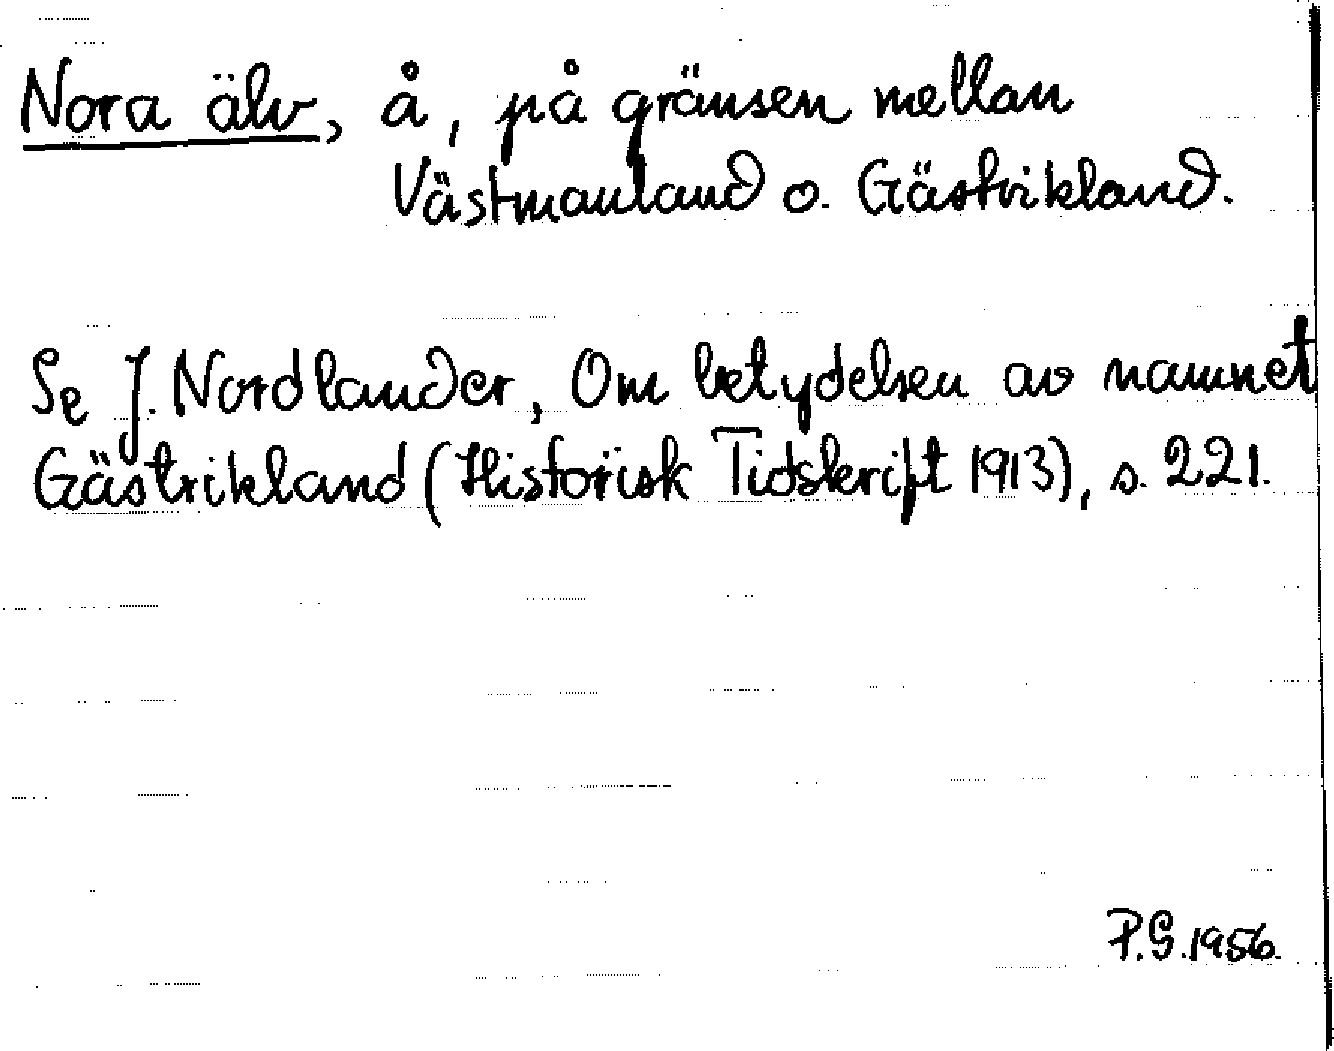 Nora älv, å, på gränsen mellan
Västmanland o. Gästrikland.
Se J. Nordlander, Om betydelsen av namnet
Gästrikland (Historisk Tidskrift 1913), s. 221.
P.G. 1956.